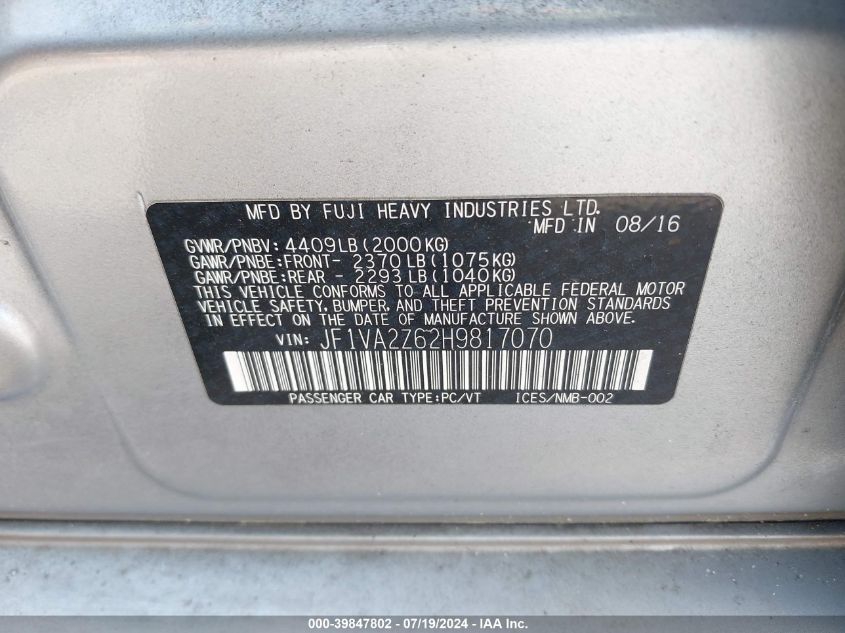 MFD BY FUJI HEAVY INDUSTRIES LTD.
MFD IN 08/16
GVWR/PNBV: 4409LB(2000KG)
GAWR/PNBE:FRONT- 2370LB(1075KG)
GAWR/PNBE:REAR - 2293LB(1040KG)
THIS VEHICLE CONFORMS TO ALL APPLICABLE FEDERAL MOTOR
VEHICLE SAFETY, BUMPER, AND THEFT PREVENTION STANDARDS
IN EFFECT ON THE DATE OF MANUFACTURE SHOWN ABOVE.
VIN: JF1VA2Z62H9817070
PASSENGER CAR TYPE:PC/VT ICES/NMB-002
000-39847802 - 07/19/2024 - IAAI.com